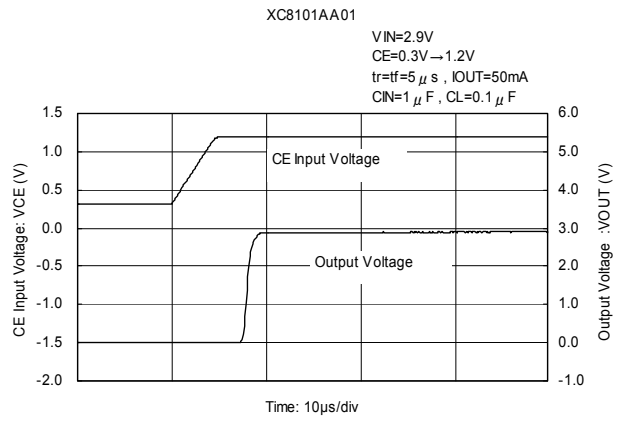 XC8101AA01
VIN=2.9V
CE=0.3V→1.2V
tr=tf=5μs , IOUT=50mA
CIN=1μF , CL=0.1μF
CE Input Voltage: VCE (V)
1.5
1.0
0.5
0.0
-0.5
-1.0
-1.5
-2.0
CE Input Voltage
Output Voltage
6.0
5.0
4.0
3.0
2.0
1.0
0.0
-1.0
Output Voltage :VOUT (V)
Time: 10μs/div